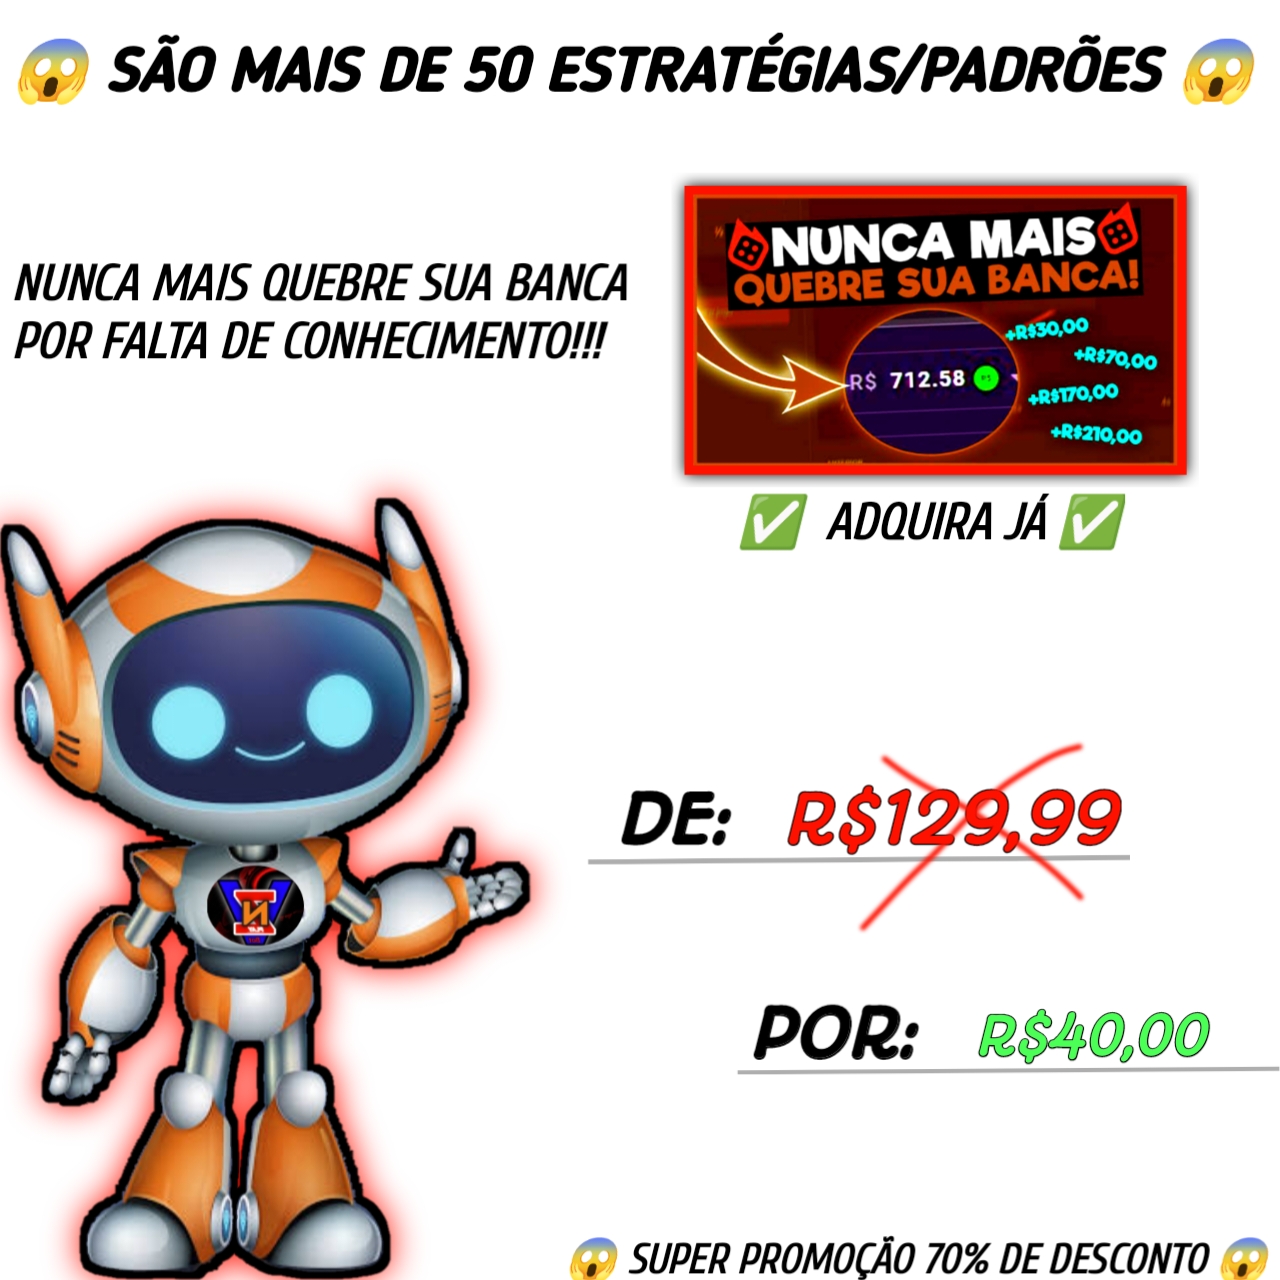 😱 SÃO MAIS DE 50 ESTRATÉGIAS/PADRÕES 😱
NUNCA MAIS QUEBRE SUA BANCA
POR FALTA DE CONHECIMENTO!!!
NUNCA MAIS
QUEBRE SUA BANCA!
+R$30,00
+R$70,00
R$ 712.58
+R$170,00
+R$210,00
✅ ADQUIRA JÁ ✅
DE: R$129,99
POR: R$40,00
😱 SUPER PROMOÇÃO 70% DE DESCONTO 😱